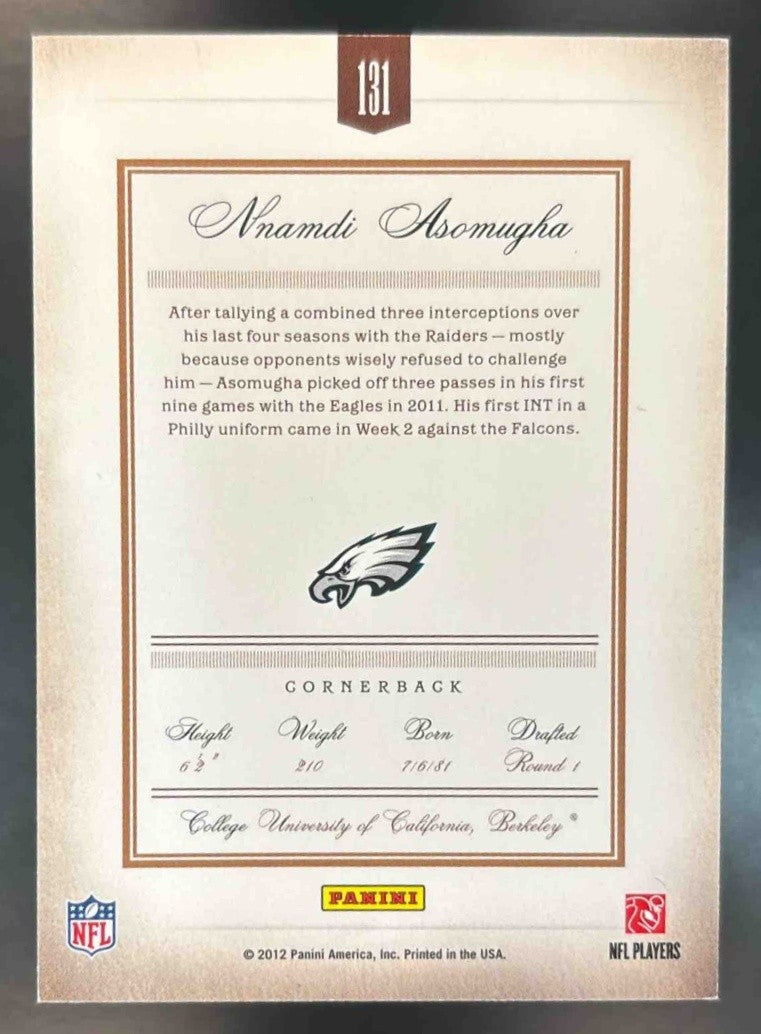 131
Nnamdi Asomugha
After tallying a combined three interceptions over
his last four seasons with the Raiders — mostly
because opponents wisely refused to challenge
him — Asomugha picked off three passes in his first
nine games with the Eagles in 2011. His first INT in a
Philly uniform came in Week 2 against the Falcons.
CORNERBACK
Height Weight Born Drafted
6' 2" 210 7/6/81 Round 1
College University of California, Berkeley ®
PANINI
NFL
© 2012 Panini America, Inc. Printed in the USA.
NFL PLAYERS